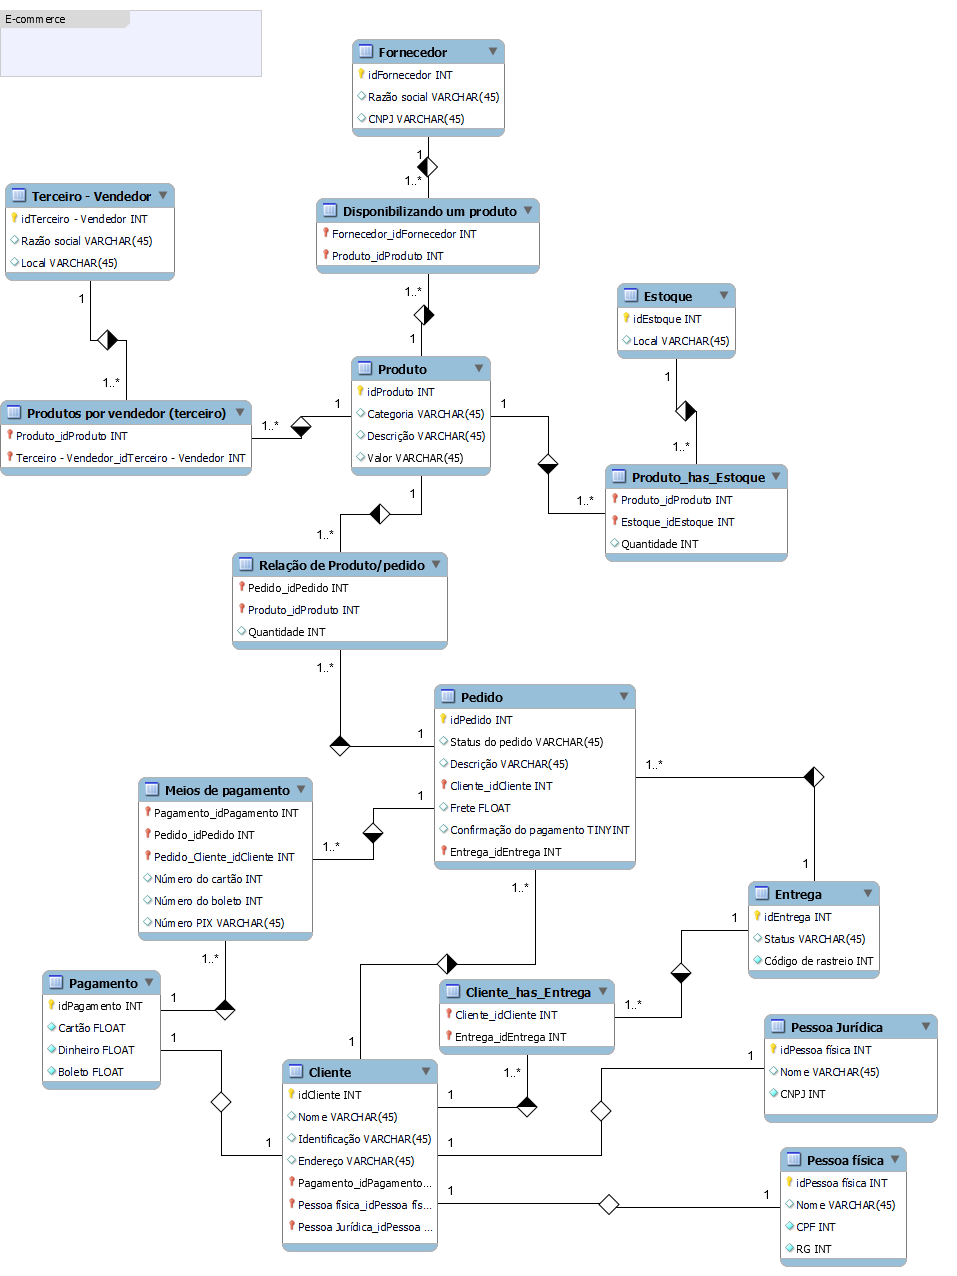 E-commerce
Fornecedor
idFornecedor INT
Razão social VARCHAR(45)
CNPJ VARCHAR(45)
1
1..*
Terceiro - Vendedor
idTerceiro - Vendedor INT
Razão social VARCHAR(45)
Local VARCHAR(45)
1
1..*
Disponibilizando um produto
Fornecedor_idFornecedor INT
Produto_idProduto INT
1..*
1
Estoque
idEstoque INT
Local VARCHAR(45)
1
1..*
Produto
idProduto INT
Categoria VARCHAR(45)
Descrição VARCHAR(45)
Valor VARCHAR(45)
1
1..*
1
1..*
Produtos por vendedor (terceiro)
Produto_idProduto INT
Terceiro - Vendedor_idTerceiro - Vendedor INT
Produto_has_Estoque
Produto_idProduto INT
Estoque_idEstoque INT
Quantidade INT
1
1..*
Relação de Produto/pedido
Pedido_idPedido INT
Produto_idProduto INT
Quantidade INT
1..*
1
Pedido
idPedido INT
Status do pedido VARCHAR(45)
Descrição VARCHAR(45)
Cliente_idCliente INT
Frete FLOAT
Confirmação do pagamento TINYINT
Entrega_idEntrega INT
1..*
1
1
1..*
Meios de pagamento
Pagamento_idPagamento INT
Pedido_idPedido INT
Pedido_Cliente_idCliente INT
Número do cartão INT
Número do boleto INT
Número PIX VARCHAR(45)
1..*
1
Entrega
idEntrega INT
Status VARCHAR(45)
Código de rastreio INT
1
1..*
1..*
1
Pagamento
idPagamento INT
Cartão FLOAT
Dinheiro FLOAT
Boleto FLOAT
1
1
Cliente_has_Entrega
Cliente_idCliente INT
Entrega_idEntrega INT
1..*
1
Pessoa Jurídica
idPessoa física INT
Nome VARCHAR(45)
CNPJ INT
1
1
Cliente
idCliente INT
Nome VARCHAR(45)
Identificação VARCHAR(45)
Endereço VARCHAR(45)
Pagamento_idPagamento...
Pessoa física_idPessoa fís...
Pessoa Jurídica_idPessoa ...
1
1
Pessoa física
idPessoa física INT
Nome VARCHAR(45)
CPF INT
RG INT